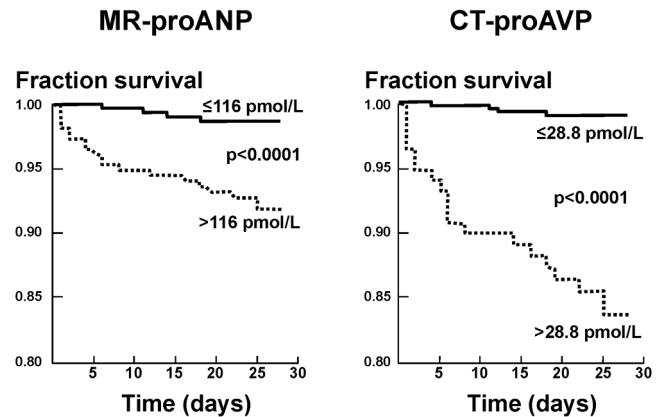 MR-proANP
Fraction survival
1.00
0.95
0.90
0.85
0.80
≤116 pmol/L
p<0.0001
>116 pmol/L
5 10 15 20 25 30
Time (days)
CT-proAVP
Fraction survival
1.00
0.95
0.90
0.85
0.80
≤28.8 pmol/L
p<0.0001
>28.8 pmol/L
5 10 15 20 25 30
Time (days)